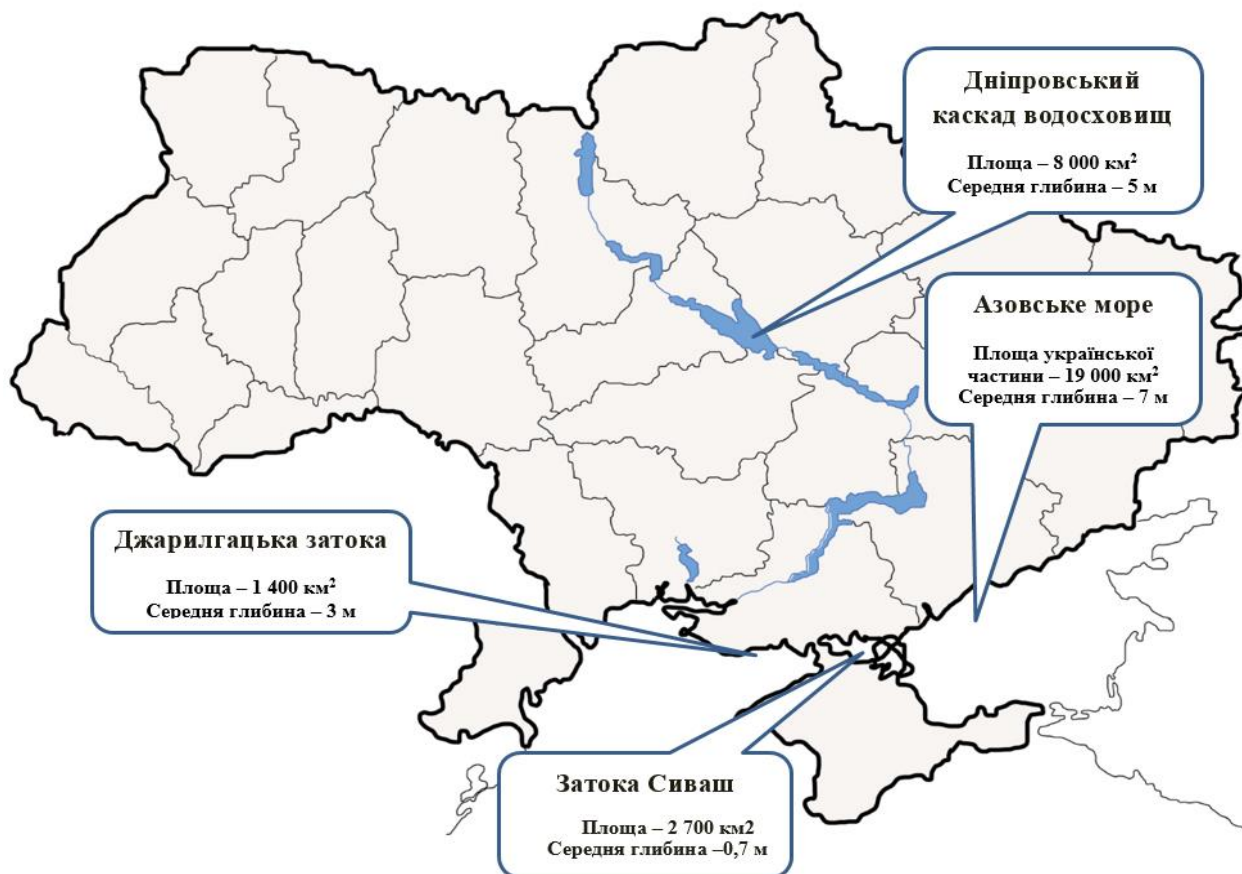 Дніпровський
каскад водосховищ
Площа – 8 000 км²
Середня глибина – 5 м
Азовське море
Площа української
частини – 19 000 км²
Середня глибина – 7 м
Джарилгацька затока
Площа – 1 400 км²
Середня глибина – 3 м
Затока Сиваш
Площа – 2 700 км2
Середня глибина –0,7 м